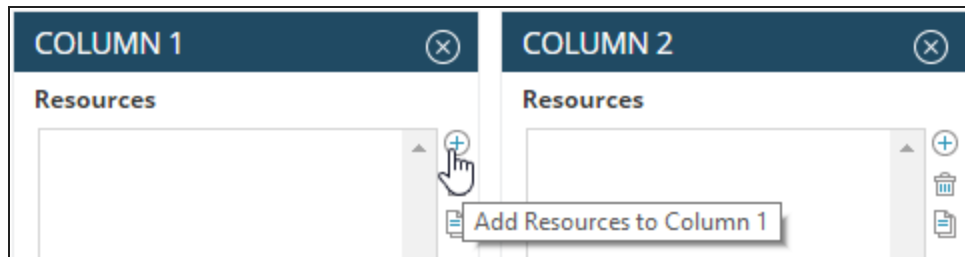 COLUMN 1
COLUMN 2
Resources
Resources
Add Resources to Column 1